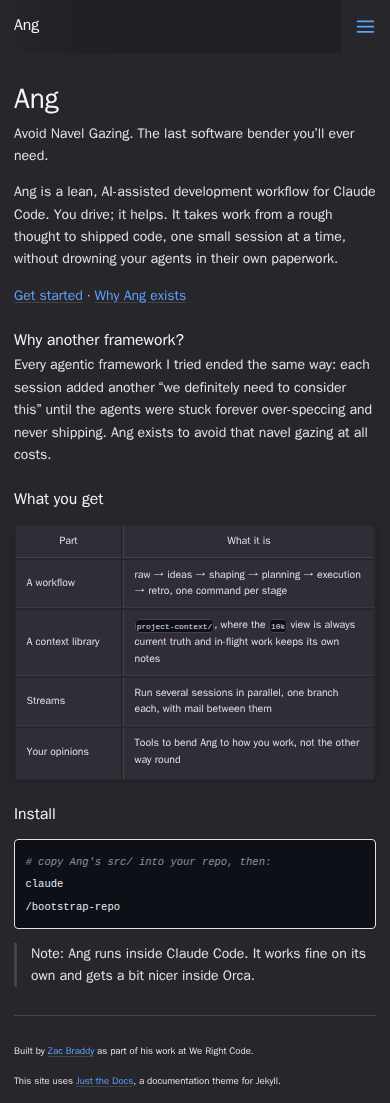 Ang
Ang
Avoid Navel Gazing. The last software bender you'll ever
need.
Ang is a lean, AI-assisted development workflow for Claude
Code. You drive; it helps. It takes work from a rough
thought to shipped code, one small session at a time,
without drowning your agents in their own paperwork.
Get started · Why Ang exists
Why another framework?
Every agentic framework I tried ended the same way: each
session added another “we definitely need to consider
this” until the agents were stuck forever over-speccing and
never shipping. Ang exists to avoid that navel gazing at all
costs.
What you get
Part What it is
A workflow raw → ideas → shaping → planning → execution
→ retro, one command per stage
A context library project-context/, where the 10k view is always
current truth and in-flight work keeps its own
notes
Streams Run several sessions in parallel, one branch
each, with mail between them
Your opinions Tools to bend Ang to how you work, not the other
way round
Install
# copy Ang's src/ into your repo, then:
claude
/bootstrap-repo
Note: Ang runs inside Claude Code. It works fine on its
own and gets a bit nicer inside Orca.
Built by Zac Braddy as part of his work at We Right Code.
This site uses Just the Docs, a documentation theme for Jekyll.